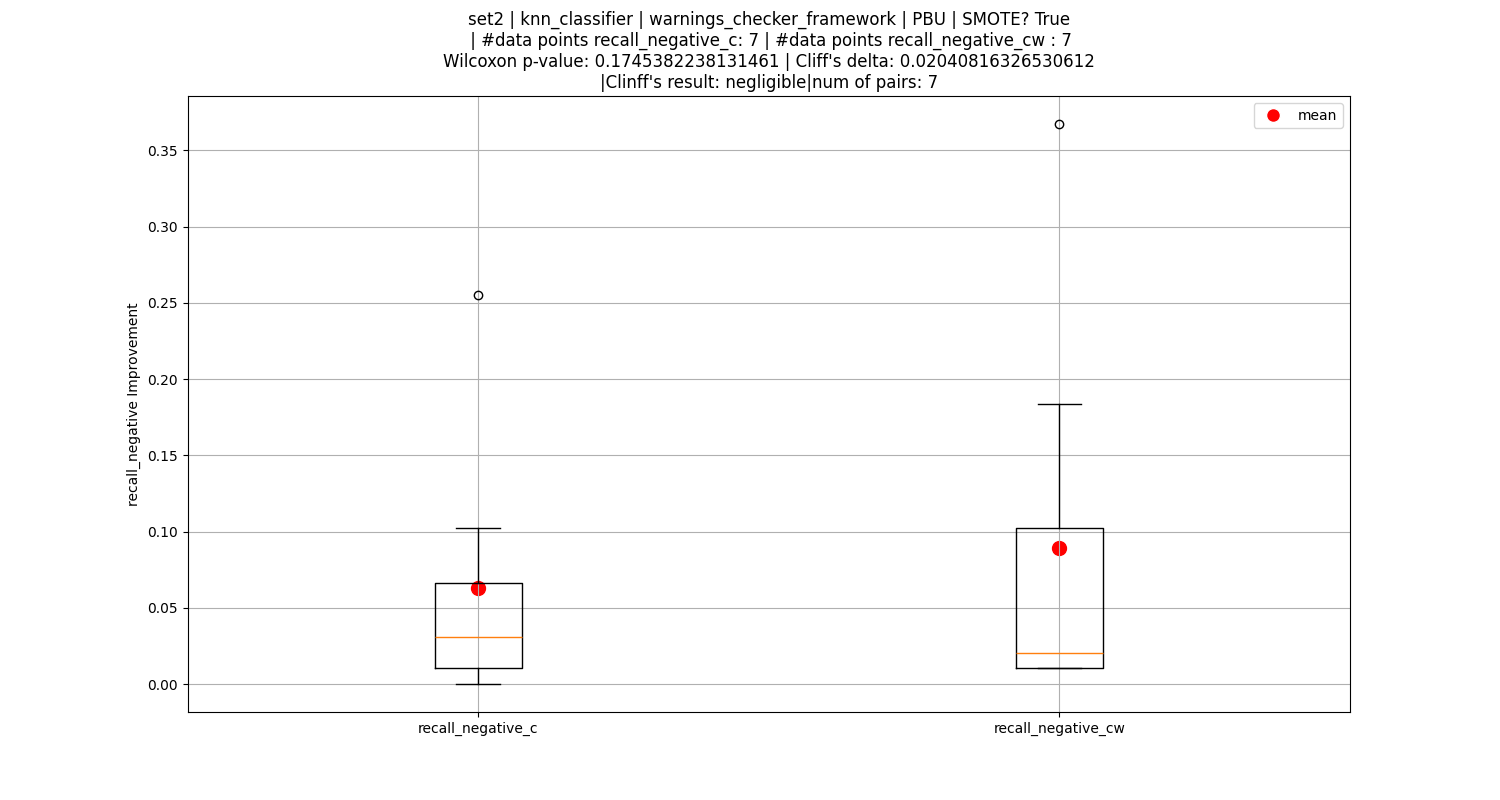 set2 | knn_classifier | warnings_checker_framework | PBU | SMOTE? True
| #data points recall_negative_c: 7 | #data points recall_negative_cw : 7
Wilcoxon p-value: 0.1745382238131461 | Cliff's delta: 0.02040816326530612
|Clinff's result: negligible|num of pairs: 7
mean
0.35
0.30
0.25
0.20
0.15
0.10
0.05
0.00
recall_negative Improvement
recall_negative_c
recall_negative_cw